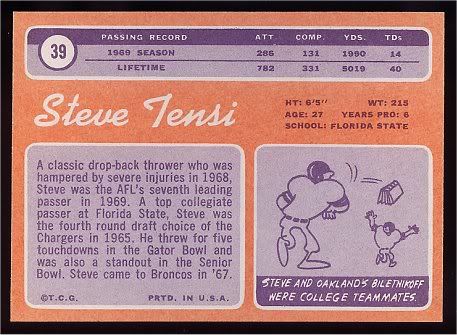 39
PASSING RECORD ATT. COMP. YDS. TDs
1969 SEASON 286 131 1990 14
LIFETIME 782 331 5019 40
Steve Tensi
HT: 6'5" WT: 215
AGE: 27 YEARS PRO: 6
SCHOOL: FLORIDA STATE
A classic drop-back thrower who was
hampered by severe injuries in 1968,
Steve was the AFL's seventh leading
passer in 1969. A top collegiate
passer at Florida State, Steve was
the fourth round draft choice of the
Chargers in 1965. He threw for five
touchdowns in the Gator Bowl and
was also a standout in the Senior
Bowl. Steve came to Broncos in '67.
©T.C.G. PRTD. IN U.S.A.
STEVE AND OAKLAND'S BILETNIKOFF
WERE COLLEGE TEAMMATES.